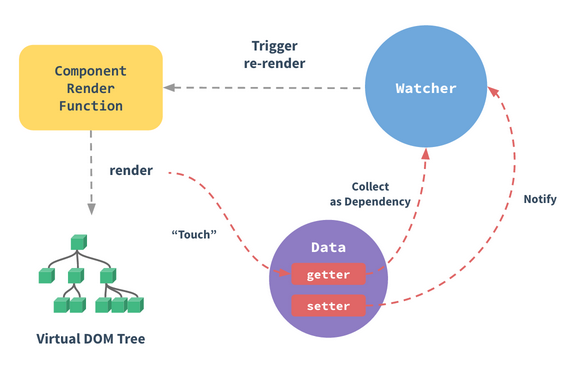 Trigger
re-render
Component
Render
Function
Watcher
render
Collect
as Dependency
Notify
“Touch”
Data
getter
setter
Virtual DOM Tree